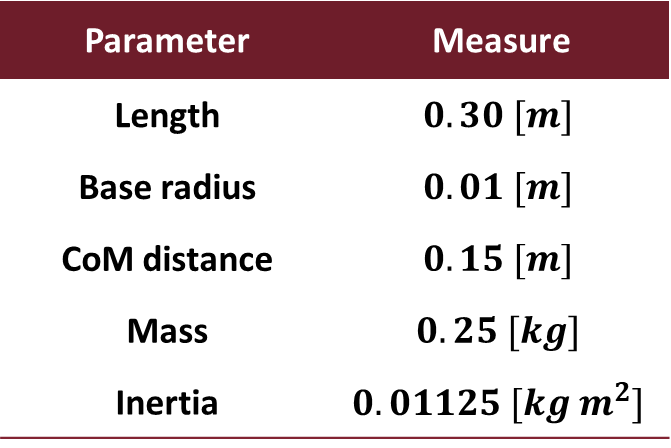 Parameter Measure
Length 0.30 [m]
Base radius 0.01 [m]
CoM distance 0.15 [m]
Mass 0.25 [kg]
Inertia 0.01125 [kg m²]